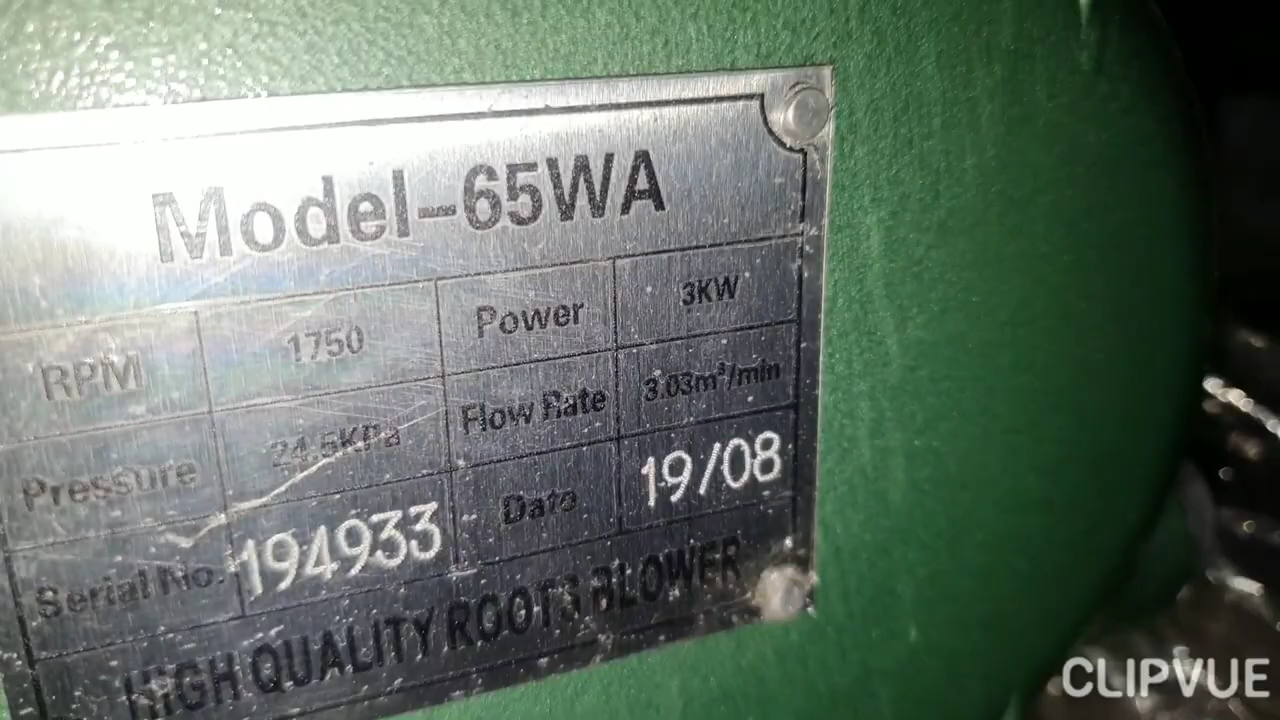 Model-65WA
RPM 1750 Power 3KW
Pressure 24.5KPa Flow Rate 3.03m³/min
Serial No. 194933 Date 19/08
HIGH QUALITY ROOTS BLOWER
CLIPVUE